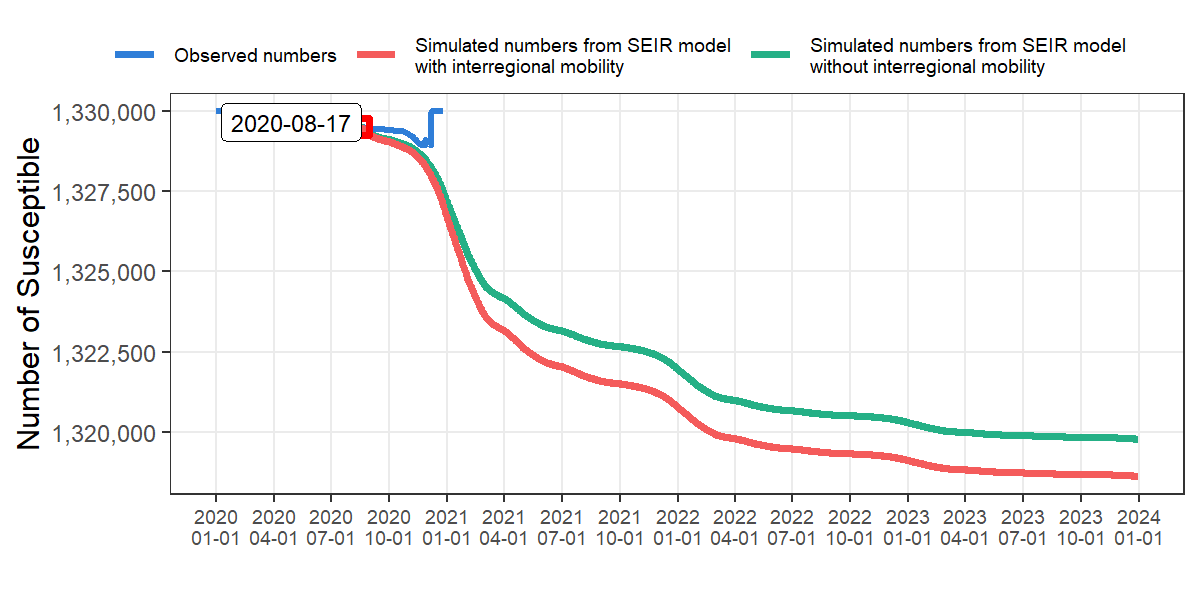 Observed numbers
Simulated numbers from SEIR model
with interregional mobility
Simulated numbers from SEIR model
without interregional mobility
Number of Susceptible
1,330,000
1,327,500
1,325,000
1,322,500
1,320,000
2020-08-17
2020 2020 2020 2020 2021 2021 2021 2021 2022 2022 2022 2022 2023 2023 2023 2023 2024
01-01 04-01 07-01 10-01 01-01 04-01 07-01 10-01 01-01 04-01 07-01 10-01 01-01 04-01 07-01 10-01 01-01